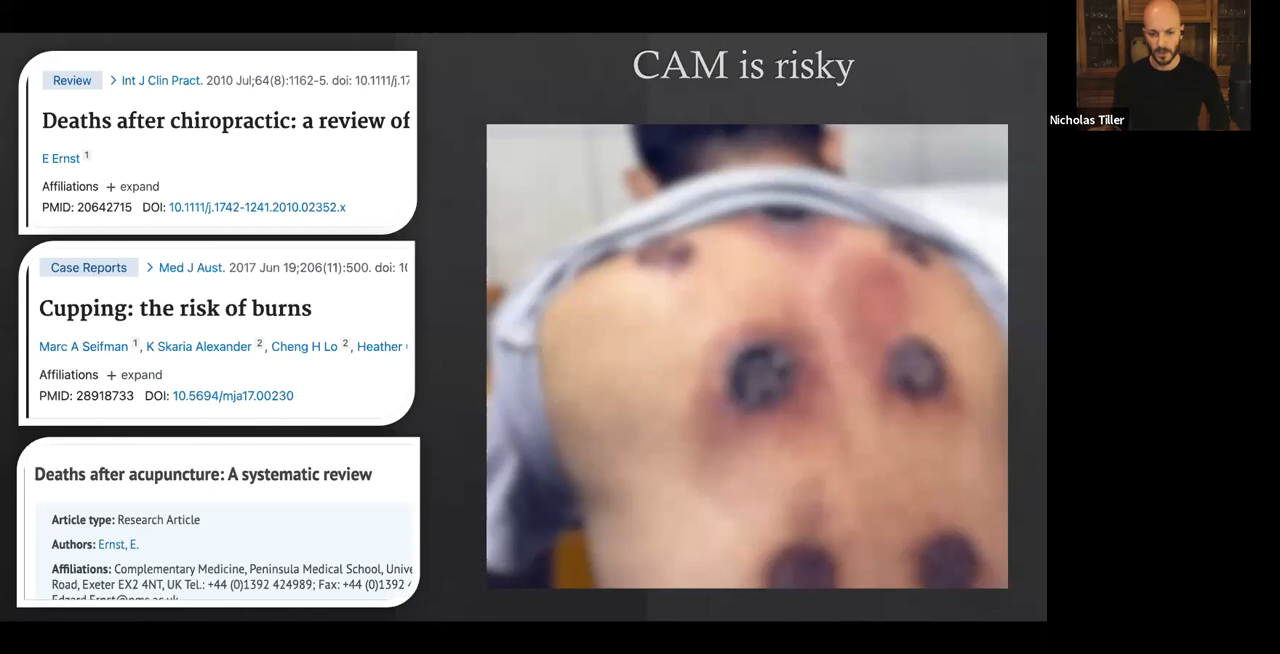 CAM is risky
Review > Int J Clin Pract. 2010 Jul;64(8):1162-5. doi: 10.1111/j.17
Deaths after chiropractic: a review of
E Ernst 1
Affiliations + expand
PMID: 20642715 DOI: 10.1111/j.1742-1241.2010.02352.x
Case Reports > Med J Aust. 2017 Jun 19;206(11):500. doi: 10
Cupping: the risk of burns
Marc A Seifman 1, K Skaria Alexander 2, Cheng H Lo 2, Heather
Affiliations + expand
PMID: 28918733 DOI: 10.5694/mja17.00230
Deaths after acupuncture: A systematic review
Article type: Research Article
Authors: Ernst, E.
Affiliations: Complementary Medicine, Peninsula Medical School, Unive
Road, Exeter EX2 4NT, UK Tel.: +44 (0)1392 424989; Fax: +44 (0)1392
Nicholas Tiller